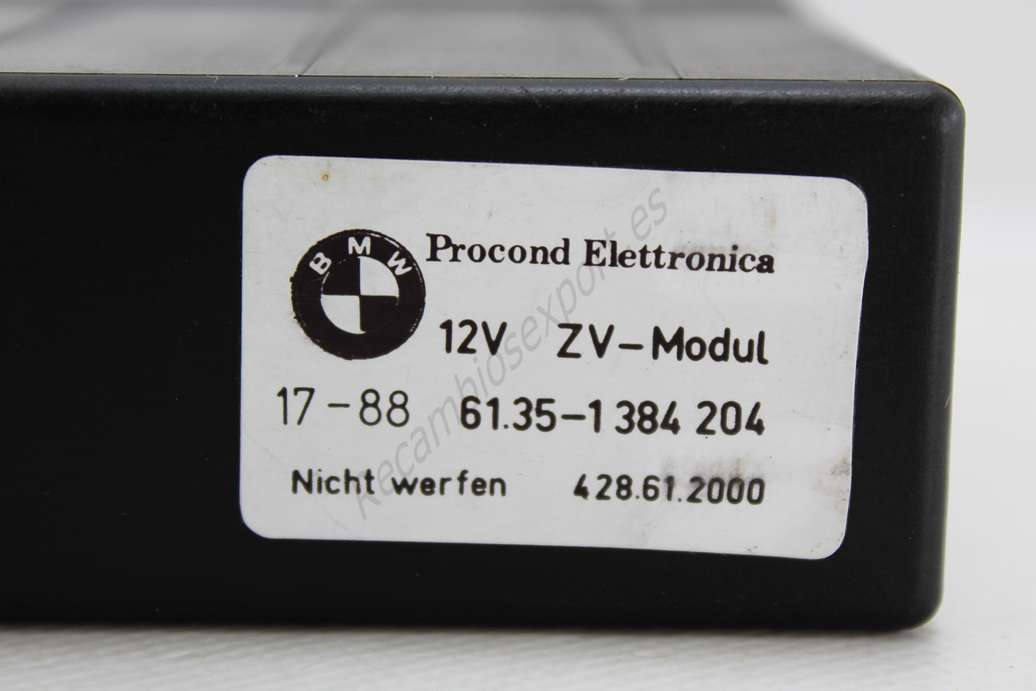 BMW
Procond Elettronica
12V ZV-Modul
17-88 61.35-1 384 204
Nicht werfen 428.61.2000
Recambiosexport.es